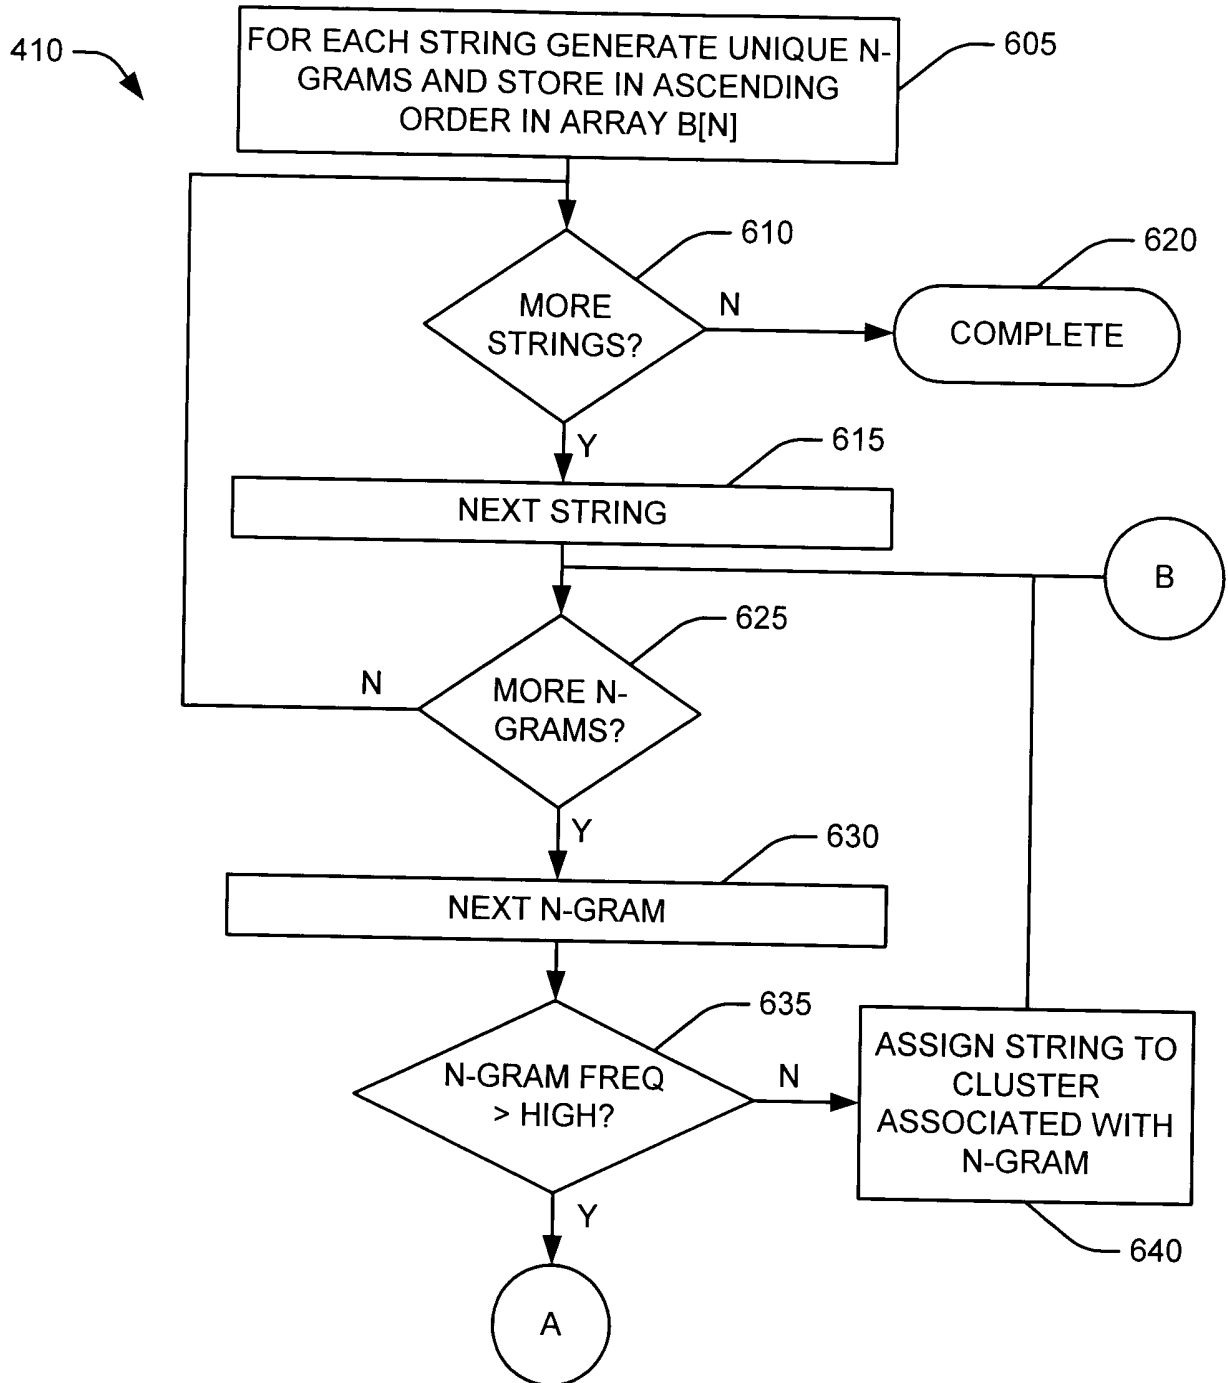 410
FOR EACH STRING GENERATE UNIQUE N-
GRAMS AND STORE IN ASCENDING
ORDER IN ARRAY B[N]
605
610
MORE
STRINGS?
N
620
COMPLETE
Y
615
NEXT STRING
B
625
MORE N-
GRAMS?
N
Y
630
NEXT N-GRAM
635
N-GRAM FREQ
> HIGH?
N
ASSIGN STRING TO
CLUSTER
ASSOCIATED WITH
N-GRAM
640
Y
A